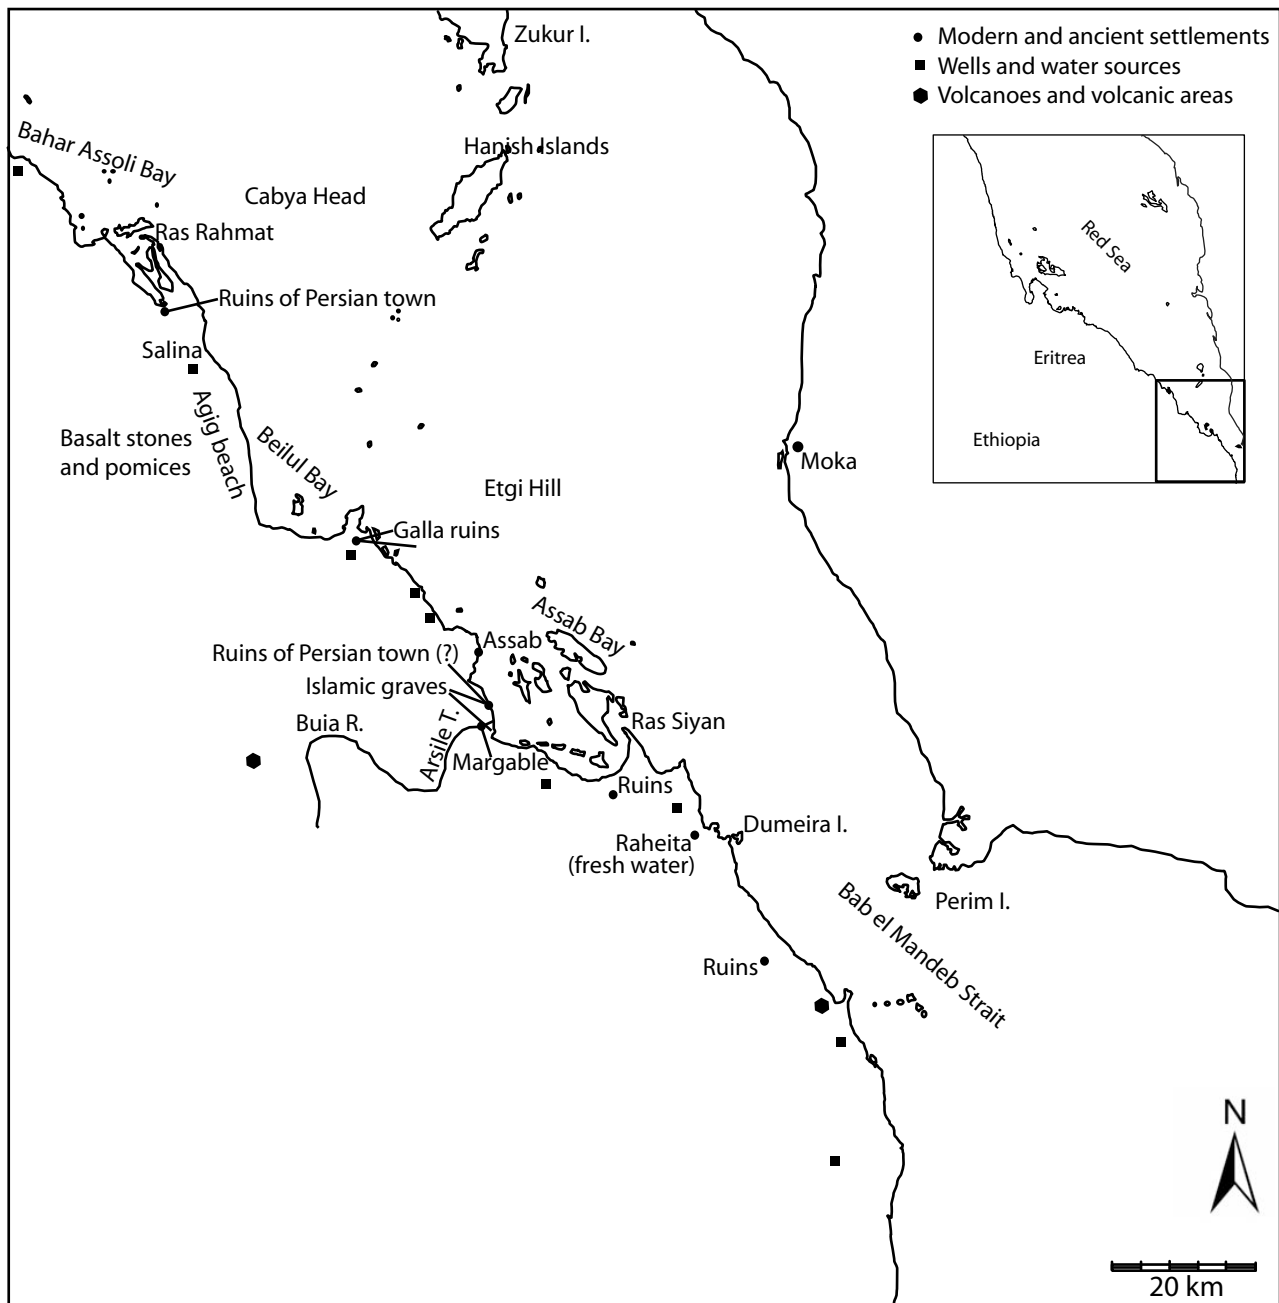 Zukur I.
Modern and ancient settlements
Wells and water sources
Volcanoes and volcanic areas
Bahar Assoli Bay
Hanish Islands
Cabya Head
Ras Rahmat
Red Sea
Ruins of Persian town
Salina
Eritrea
Agig beach
Basalt stones
and pomices
Beilul Bay
Ethiopia
Moka
Etgi Hill
Galla ruins
Assab Bay
Assab
Ruins of Persian town (?)
Islamic graves
Buia R.
Arsile T.
Ras Siyan
Margable
Ruins
Dumeira I.
Raheita
(fresh water)
Perim I.
Bab el Mandeb Strait
Ruins
N
20 km